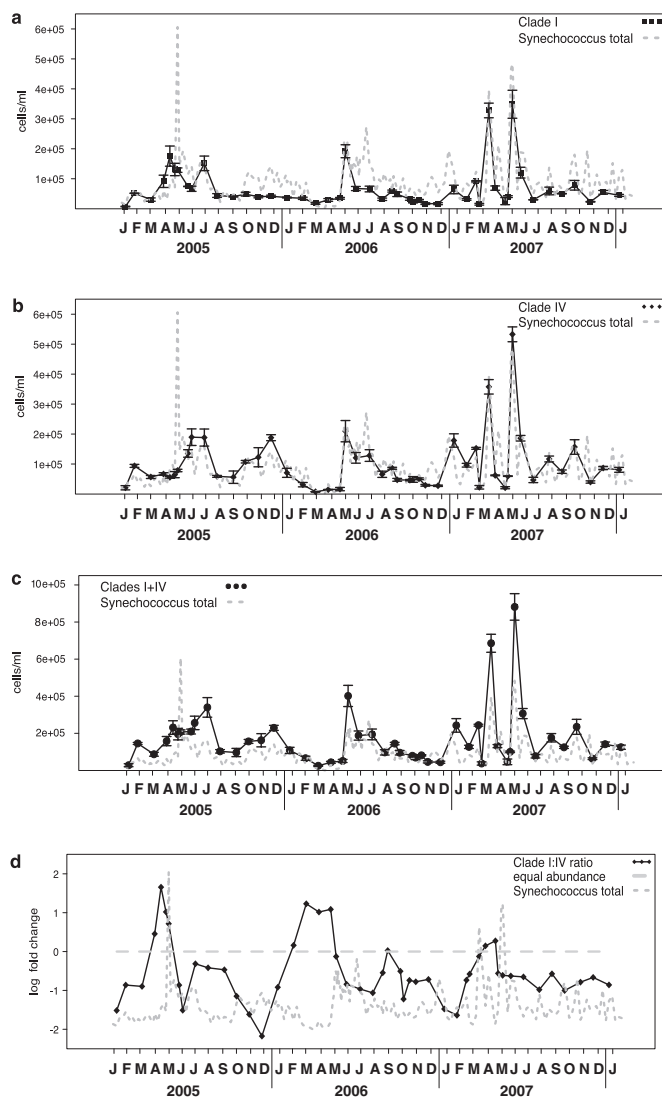 a
Clade I
Synechococcus total
6e+05
5e+05
4e+05
3e+05
2e+05
1e+05
cells/ml
J F M A M J J A S O N D J F M A M J J A S O N D J F M A M J J A S O N D J
2005 2006 2007
b
Clade IV
Synechococcus total
6e+05
5e+05
4e+05
3e+05
2e+05
1e+05
cells/ml
J F M A M J J A S O N D J F M A M J J A S O N D J F M A M J J A S O N D J
2005 2006 2007
c
Clades I+IV
Synechococcus total
10e+05
8e+05
6e+05
4e+05
2e+05
cells/ml
J F M A M J J A S O N D J F M A M J J A S O N D J F M A M J J A S O N D J
2005 2006 2007
d
Clade I:IV ratio
equal abundance
Synechococcus total
2
1
0
-1
-2
log fold change
J F M A M J J A S O N D J F M A M J J A S O N D J F M A M J J A S O N D J
2005 2006 2007